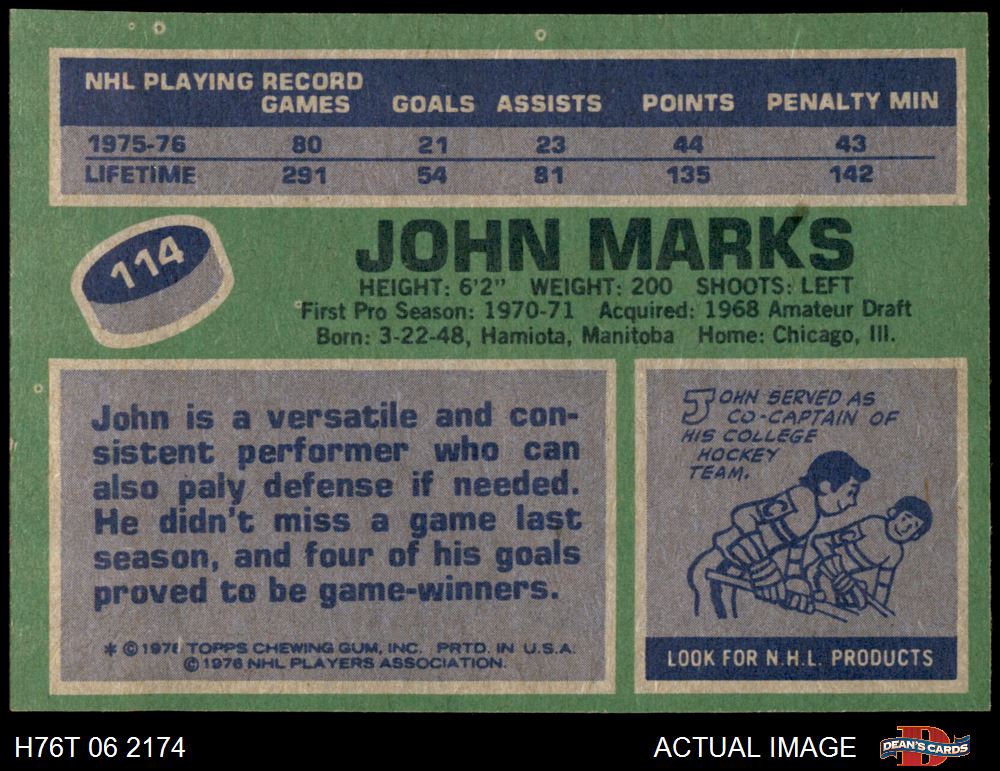 NHL PLAYING RECORD
GAMES GOALS ASSISTS POINTS PENALTY MIN
1975-76 80 21 23 44 43
LIFETIME 291 54 81 135 142
114
JOHN MARKS
HEIGHT: 6'2" WEIGHT: 200 SHOOTS: LEFT
First Pro Season: 1970-71 Acquired: 1968 Amateur Draft
Born: 3-22-48, Hamiota, Manitoba Home: Chicago, Ill.
John is a versatile and con-
sistent performer who can
also paly defense if needed.
He didn't miss a game last
season, and four of his goals
proved to be game-winners.
* © 1976 TOPPS CHEWING GUM, INC. PRTD. IN U.S.A.
© 1976 NHL PLAYERS ASSOCIATION.
JOHN SERVED AS
CO-CAPTAIN OF
HIS COLLEGE
HOCKEY
TEAM.
LOOK FOR N.H.L. PRODUCTS
H76T 06 2174
ACTUAL IMAGE
DEAN'S CARDS